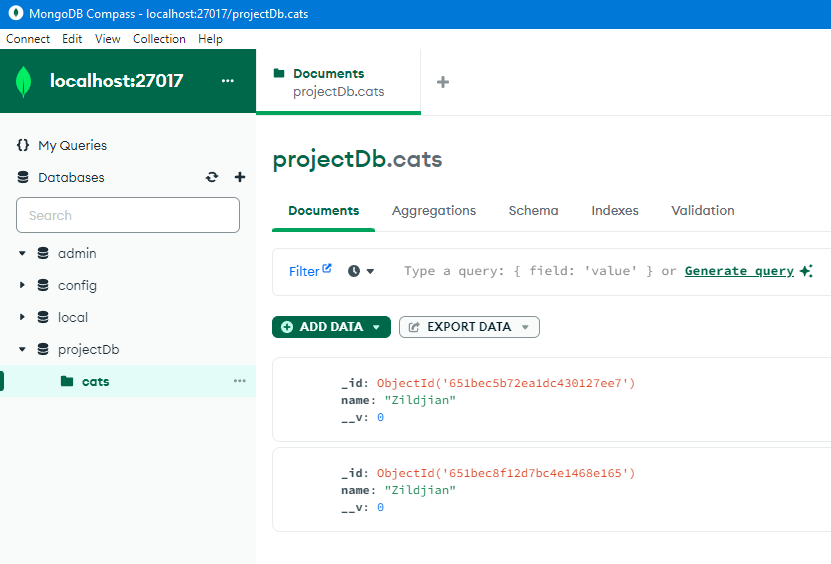 MongoDB Compass - localhost:27017/projectDb.cats
Connect Edit View Collection Help
localhost:27017 ...
Documents
projectDb.cats
+
{} My Queries
Databases
+
Search
admin
config
local
projectDb
cats ...
projectDb.cats
Documents Aggregations Schema Indexes Validation
Filter Type a query: { field: 'value' } or Generate query
ADD DATA EXPORT DATA
_id: ObjectId('651bec5b72ea1dc430127ee7')
name: "Zildjian"
__v: 0
_id: ObjectId('651bec8f12d7bc4e1468e165')
name: "Zildjian"
__v: 0